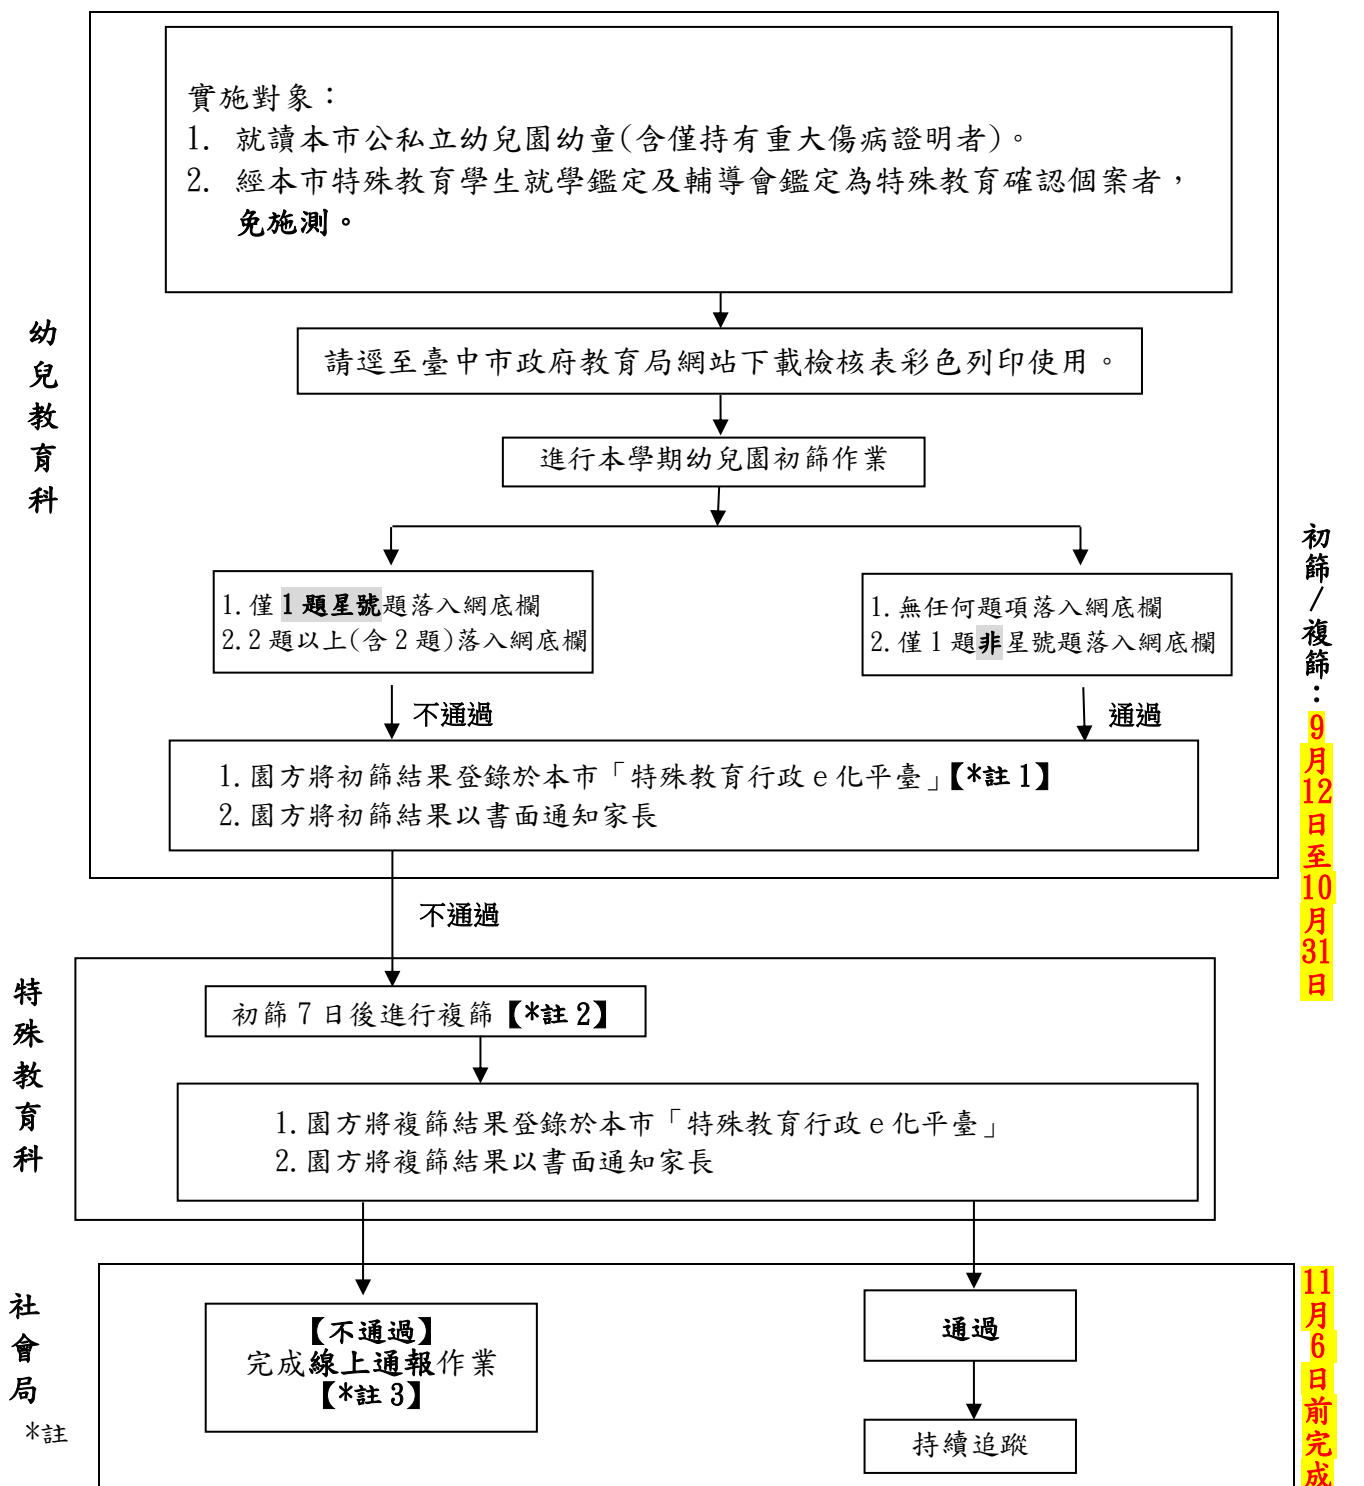 實施對象：
1. 就讀本市公私立幼兒園幼童(含僅持有重大傷病證明者)。
2. 經本市特殊教育學生就學鑑定及輔導會鑑定為特殊教育確認個案者，
免施測。
請逕至臺中市政府教育局網站下載檢核表彩色列印使用。
幼兒教育科
進行本學期幼兒園初篩作業
1.僅1題星號題落入網底欄
2.2題以上(含2題)落入網底欄
1.無任何題項落入網底欄
2.僅1題非星號題落入網底欄
初篩/複篩：9月12日至10月31日
不通過
通過
1.園方將初篩結果登錄於本市「特殊教育行政e化平臺」【*註1】
2.園方將初篩結果以書面通知家長
不通過
特殊教育科
初篩7日後進行複篩【*註2】
1.園方將複篩結果登錄於本市「特殊教育行政e化平臺」
2.園方將複篩結果以書面通知家長
社會局
【不通過】
完成線上通報作業
【*註3】
通過
持續追蹤
11月6日前完成
*註